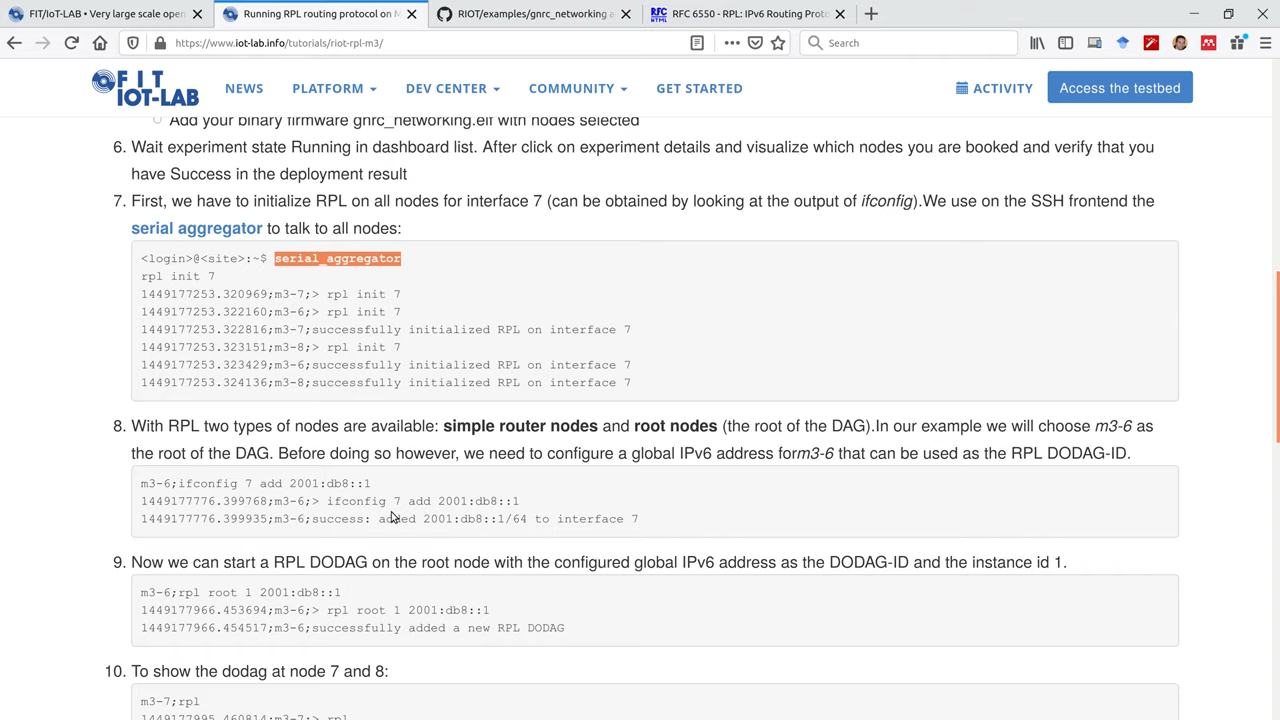 FIT/IoT-LAB • Very large scale open
Running RPL routing protocol on M
RIOT/examples/gnrc_networking a
RFC 6550 - RPL: IPv6 Routing Proto
https://www.iot-lab.info/tutorials/riot-rpl-m3/
Search
FIT
IOT-LAB
NEWS
PLATFORM
DEV CENTER
COMMUNITY
GET STARTED
ACTIVITY
Access the testbed
Add your binary firmware gnrc_networking.elf with nodes selected
6. Wait experiment state Running in dashboard list. After click on experiment details and visualize which nodes you are booked and verify that you
have Success in the deployment result
7. First, we have to initialize RPL on all nodes for interface 7 (can be obtained by looking at the output of ifconfig).We use on the SSH frontend the
serial aggregator to talk to all nodes:
<login>@<site>:~$ serial_aggregator
rpl init 7
1449177253.320969;m3-7;> rpl init 7
1449177253.322160;m3-6;> rpl init 7
1449177253.322816;m3-7;successfully initialized RPL on interface 7
1449177253.323151;m3-8;> rpl init 7
1449177253.323429;m3-6;successfully initialized RPL on interface 7
1449177253.324136;m3-8;successfully initialized RPL on interface 7
8. With RPL two types of nodes are available: simple router nodes and root nodes (the root of the DAG).In our example we will choose m3-6 as
the root of the DAG. Before doing so however, we need to configure a global IPv6 address form3-6 that can be used as the RPL DODAG-ID.
m3-6;ifconfig 7 add 2001:db8::1
1449177776.399768;m3-6;> ifconfig 7 add 2001:db8::1
1449177776.399935;m3-6;success: added 2001:db8::1/64 to interface 7
9. Now we can start a RPL DODAG on the root node with the configured global IPv6 address as the DODAG-ID and the instance id 1.
m3-6;rpl root 1 2001:db8::1
1449177966.453694;m3-6;> rpl root 1 2001:db8::1
1449177966.454517;m3-6;successfully added a new RPL DODAG
10. To show the dodag at node 7 and 8:
m3-7;rpl
1449177995.460814;m3-7;> rpl